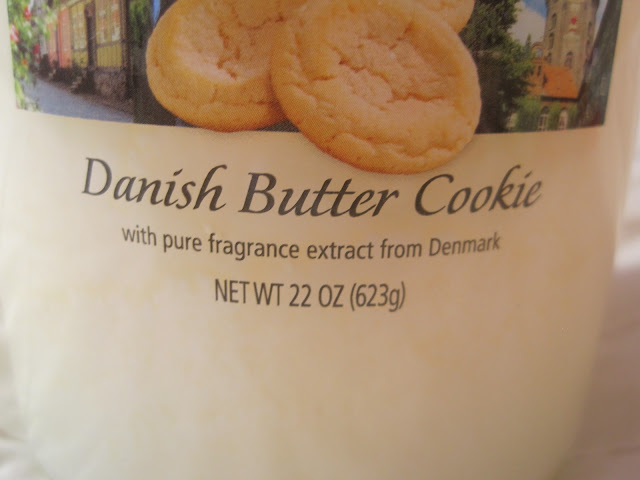 Danish Butter Cookie
with pure fragrance extract from Denmark
NET WT 22 OZ (623g)